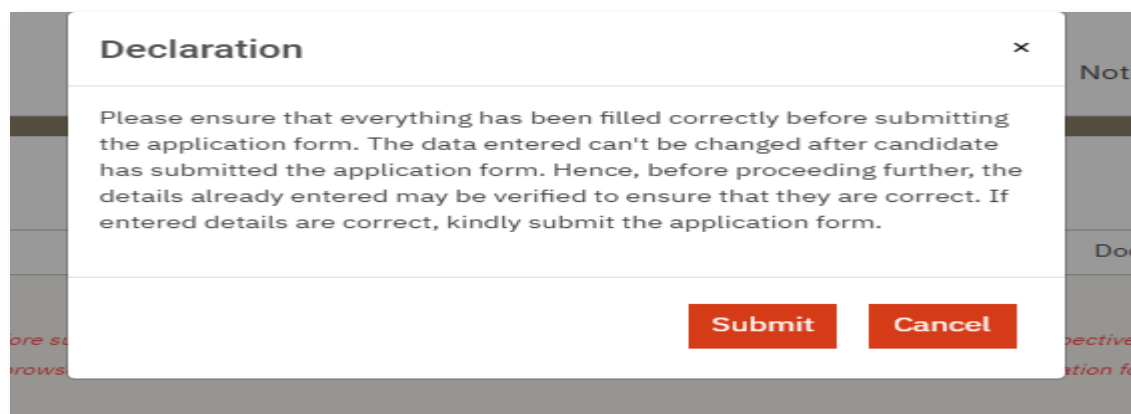 Declaration ×
Not
Please ensure that everything has been filled correctly before submitting
the application form. The data entered can't be changed after candidate
has submitted the application form. Hence, before proceeding further, the
details already entered may be verified to ensure that they are correct. If
entered details are correct, kindly submit the application form.
Submit Cancel